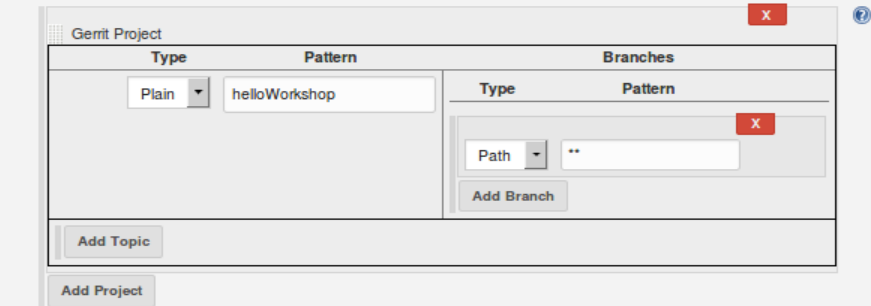 X
?
Gerrit Project
Type Pattern Branches
Type Pattern
Plain helloWorkshop
X
Path **
Add Branch
Add Topic
Add Project